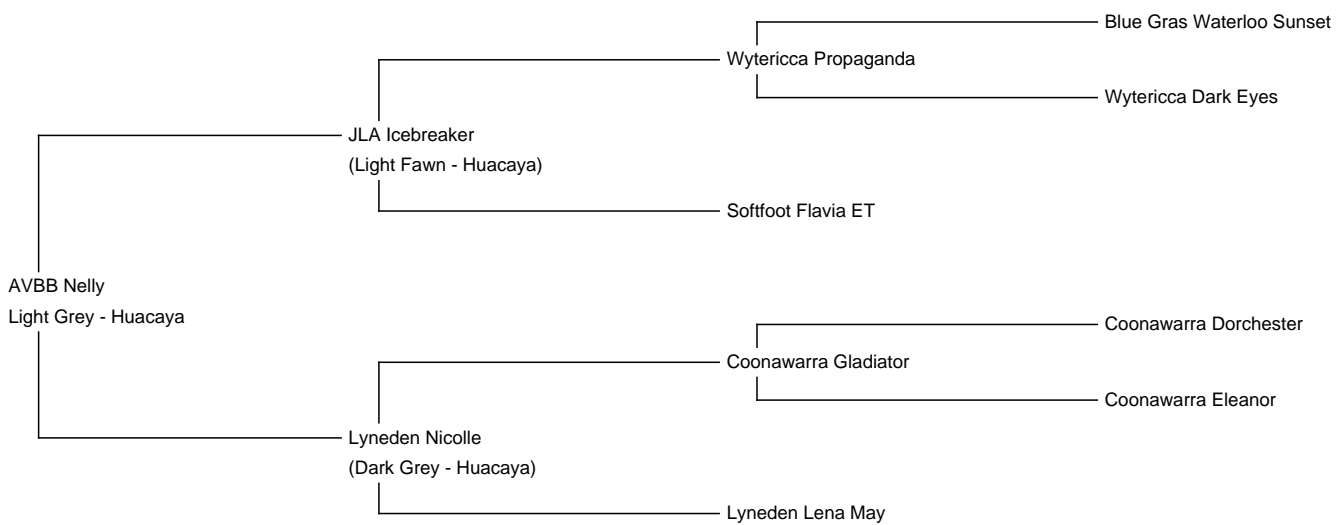 Blue Gras Waterloo Sunset
Wytericca Propaganda
Wytericca Dark Eyes
JLA Icebreaker
(Light Fawn - Huacaya)
Softfoot Flavia ET
AVBB Nelly
Light Grey - Huacaya
Coonawarra Dorchester
Coonawarra Gladiator
Coonawarra Eleanor
Lyneden Nicolle
(Dark Grey - Huacaya)
Lyneden Lena May